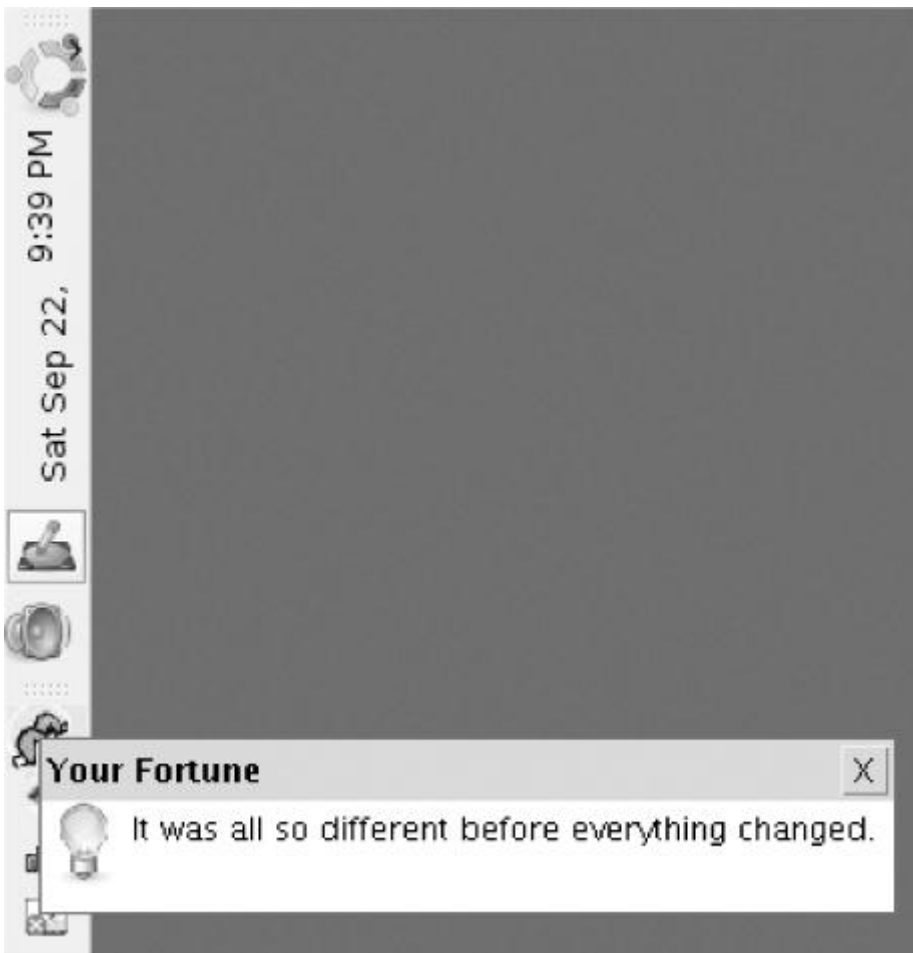 Sat Sep 22, 9:39 PM
Your Fortune X
It was all so different before everything changed.